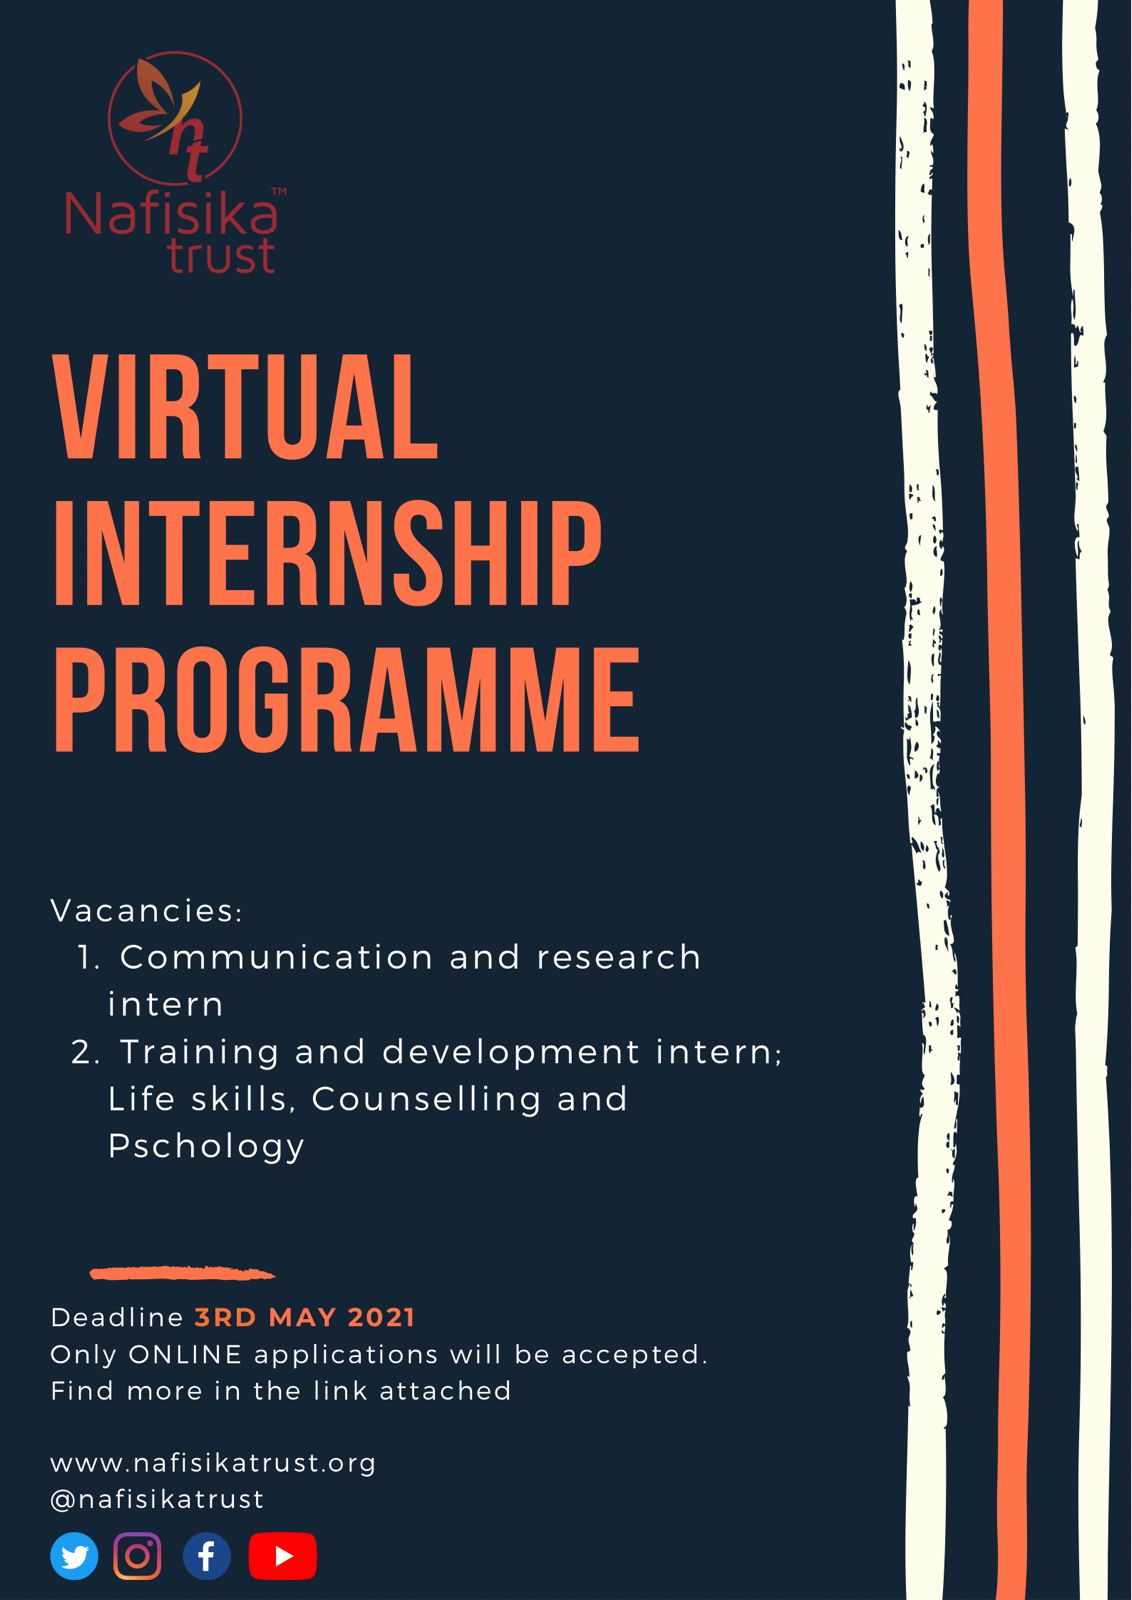 nt
Nafisika™
trust
VIRTUAL
INTERNSHIP
PROGRAMME
Vacancies:
1. Communication and research
intern
2. Training and development intern;
Life skills, Counselling and
Pschology
Deadline 3RD MAY 2021
Only ONLINE applications will be accepted.
Find more in the link attached
www.nafisikatrust.org
@nafisikatrust